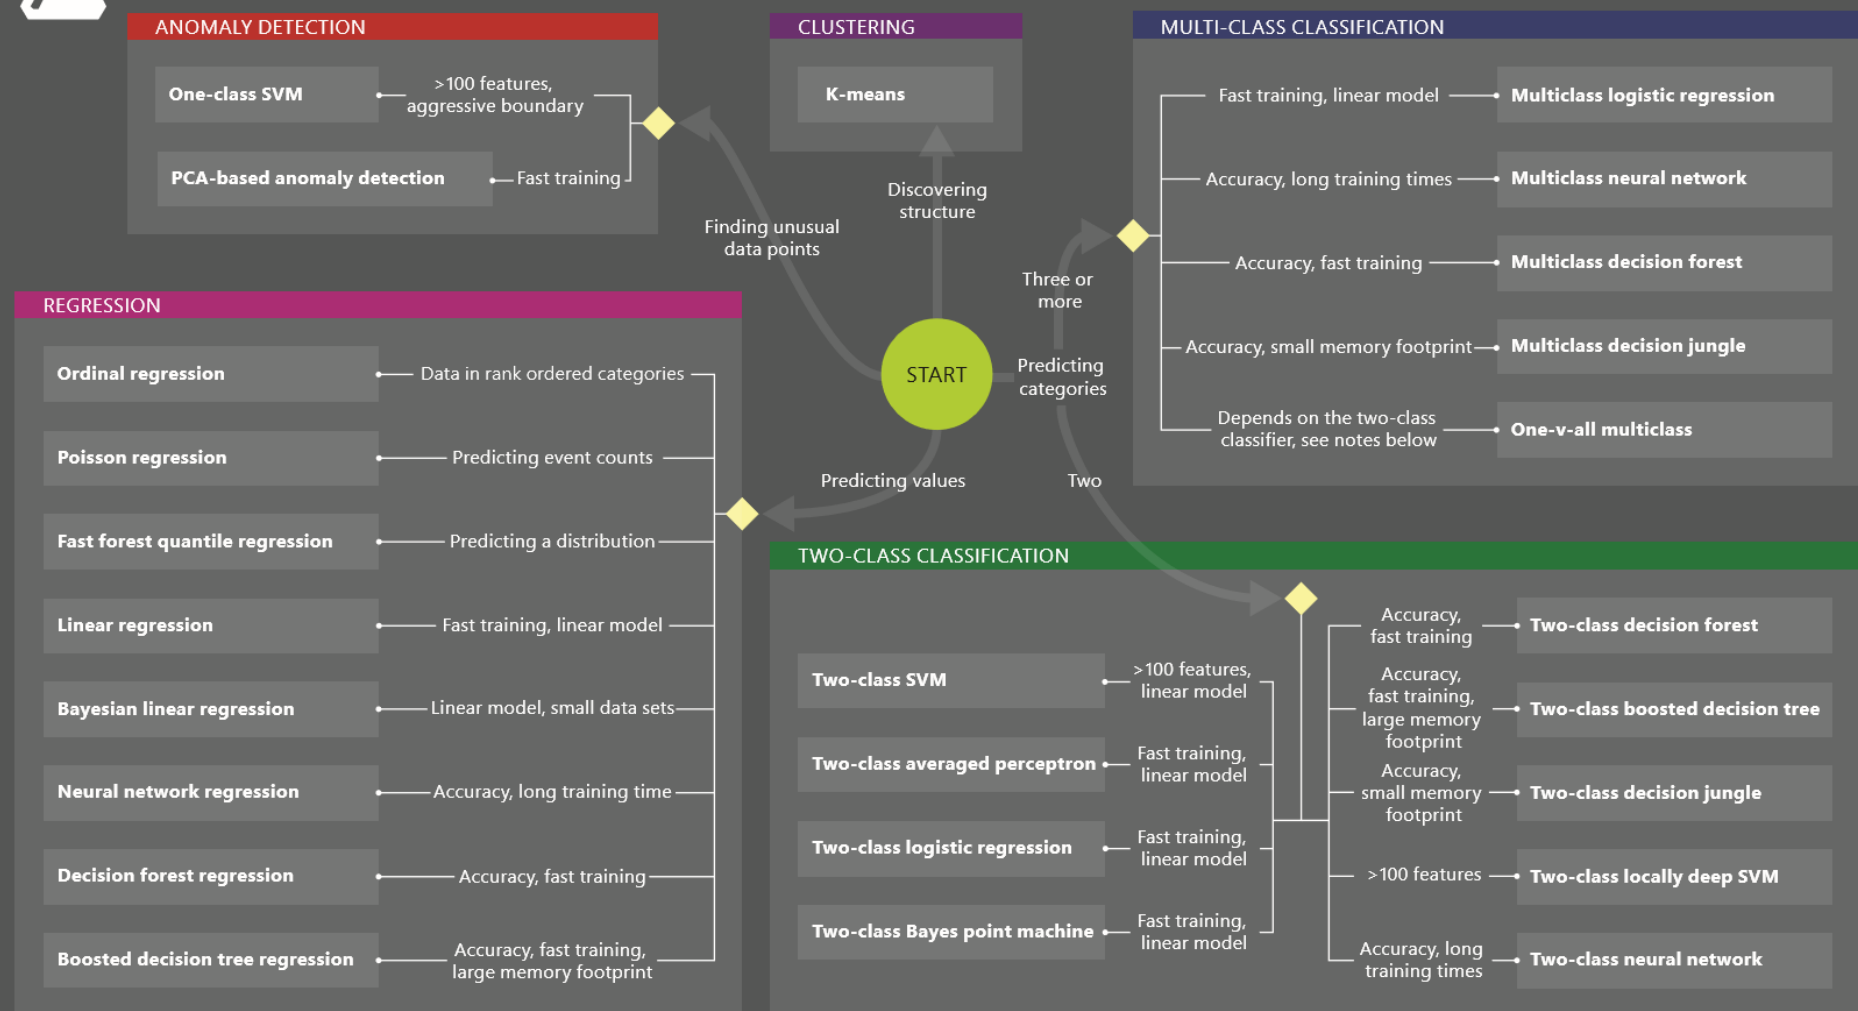 ANOMALY DETECTION
One-class SVM
>100 features,
aggressive boundary
PCA-based anomaly detection
Fast training
CLUSTERING
K-means
MULTI-CLASS CLASSIFICATION
Fast training, linear model
Multiclass logistic regression
Accuracy, long training times
Multiclass neural network
Accuracy, fast training
Multiclass decision forest
Accuracy, small memory footprint
Multiclass decision jungle
Depends on the two-class
classifier, see notes below
One-v-all multiclass
Finding unusual
data points
Discovering
structure
Three or
more
START
Predicting
categories
Predicting values
Two
REGRESSION
Ordinal regression
Data in rank ordered categories
Poisson regression
Predicting event counts
Fast forest quantile regression
Predicting a distribution
Linear regression
Fast training, linear model
Bayesian linear regression
Linear model, small data sets
Neural network regression
Accuracy, long training time
Decision forest regression
Accuracy, fast training
Boosted decision tree regression
Accuracy, fast training,
large memory footprint
TWO-CLASS CLASSIFICATION
Two-class SVM
>100 features,
linear model
Two-class averaged perceptron
Fast training,
linear model
Two-class logistic regression
Fast training,
linear model
Two-class Bayes point machine
Fast training,
linear model
Accuracy,
fast training
Two-class decision forest
Accuracy,
fast training,
large memory
footprint
Two-class boosted decision tree
Accuracy,
small memory
footprint
Two-class decision jungle
>100 features
Two-class locally deep SVM
Accuracy, long
training times
Two-class neural network